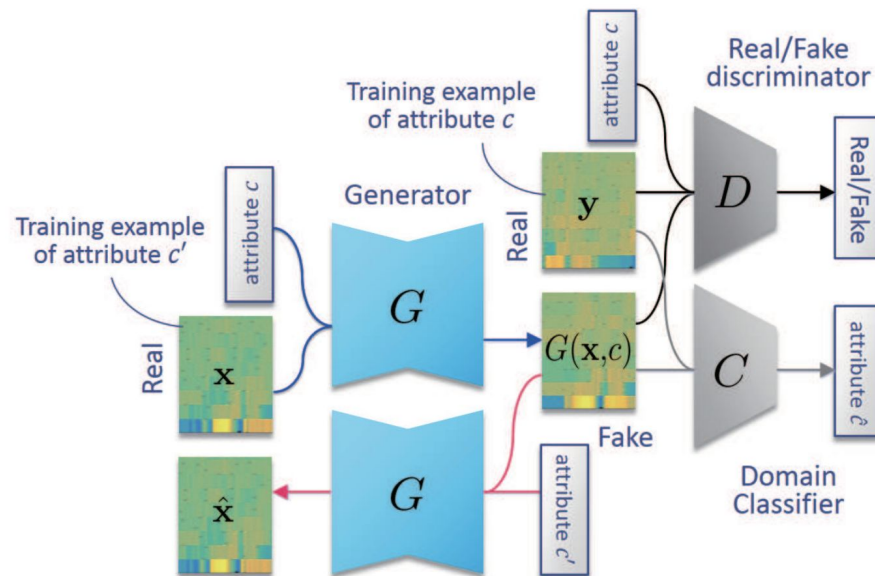 attribute c
Real/Fake
discriminator
Training example
of attribute c
Real
y
D
Real/Fake
Generator
attribute c
Training example
of attribute c′
Real
x
G
G(x,c)
Fake
C
attribute ĉ
Domain
Classifier
x̂
G
attribute c′